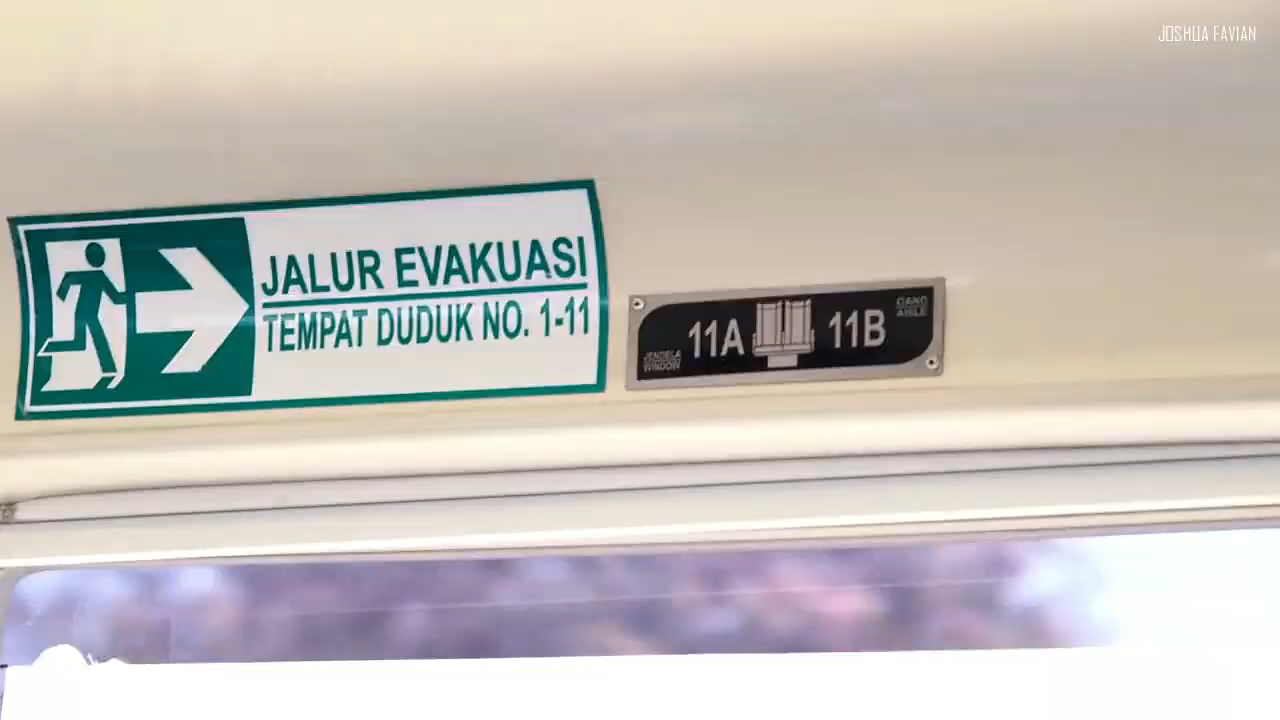 JOSHUA FAVIAN
JALUR EVAKUASI
TEMPAT DUDUK NO. 1-11
11A 11B
GANG
AISLE
JENDELA
WINDOW